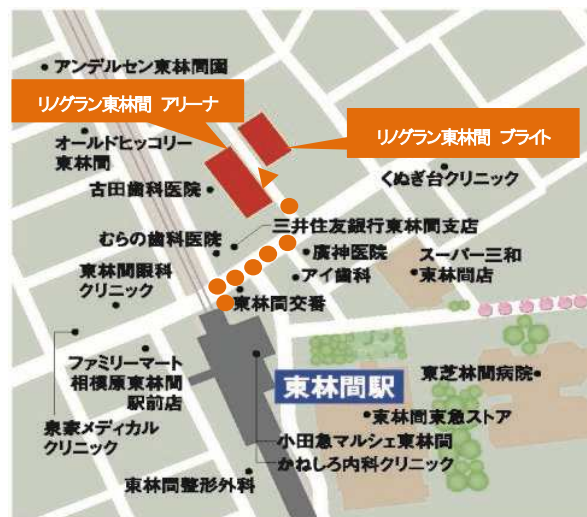 アンデルセン東林間園
リノグラン東林間 アリーナ
リノグラン東林間 ブライト
オールドヒッコリー
東林間
古田歯科医院
くぬぎ台クリニック
三井住友銀行東林間支店
むらの歯科医院
廣神医院
スーパー三和
東林間店
東林間眼科
クリニック
アイ歯科
東林間交番
ファミリーマート
相模原東林間
駅前店
東林間駅
東芝林間病院
泉豪メディカル
クリニック
東林間東急ストア
小田急マルシェ東林間
かねしろ内科クリニック
東林間整形外科